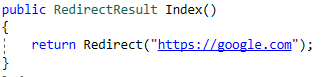 public RedirectResult Index()
{
    return Redirect("https://google.com");
}